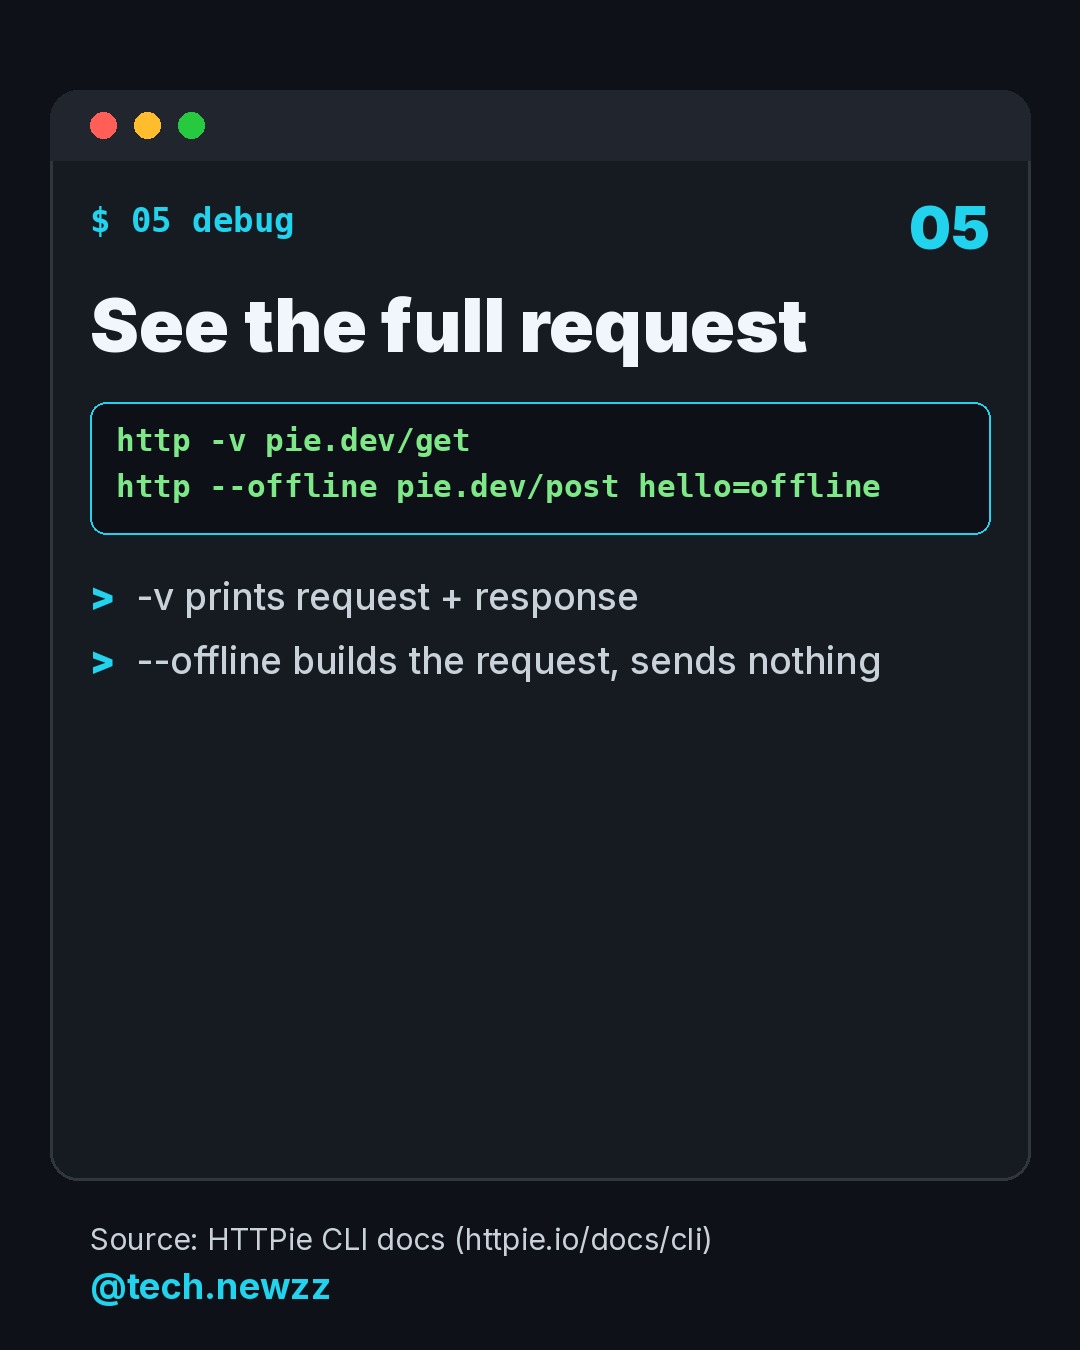 $ 05 debug
05
See the full request
http -v pie.dev/get
http --offline pie.dev/post hello=offline
> -v prints request + response
> --offline builds the request, sends nothing
Source: HTTPie CLI docs (httpie.io/docs/cli)
@tech.newzz